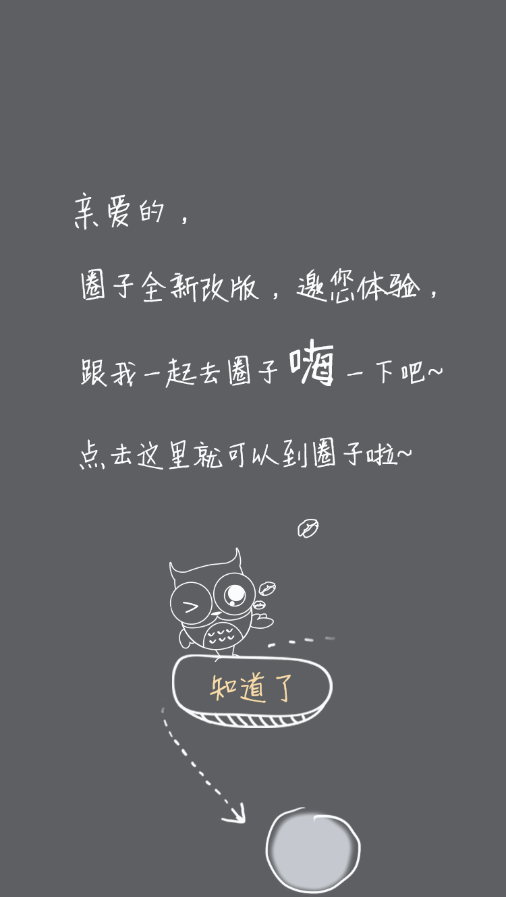 亲爱的，
圈子全新改版，邀您体验，
跟我一起去圈子嗨一下吧~
点击这里就可以到圈子啦~
知道了